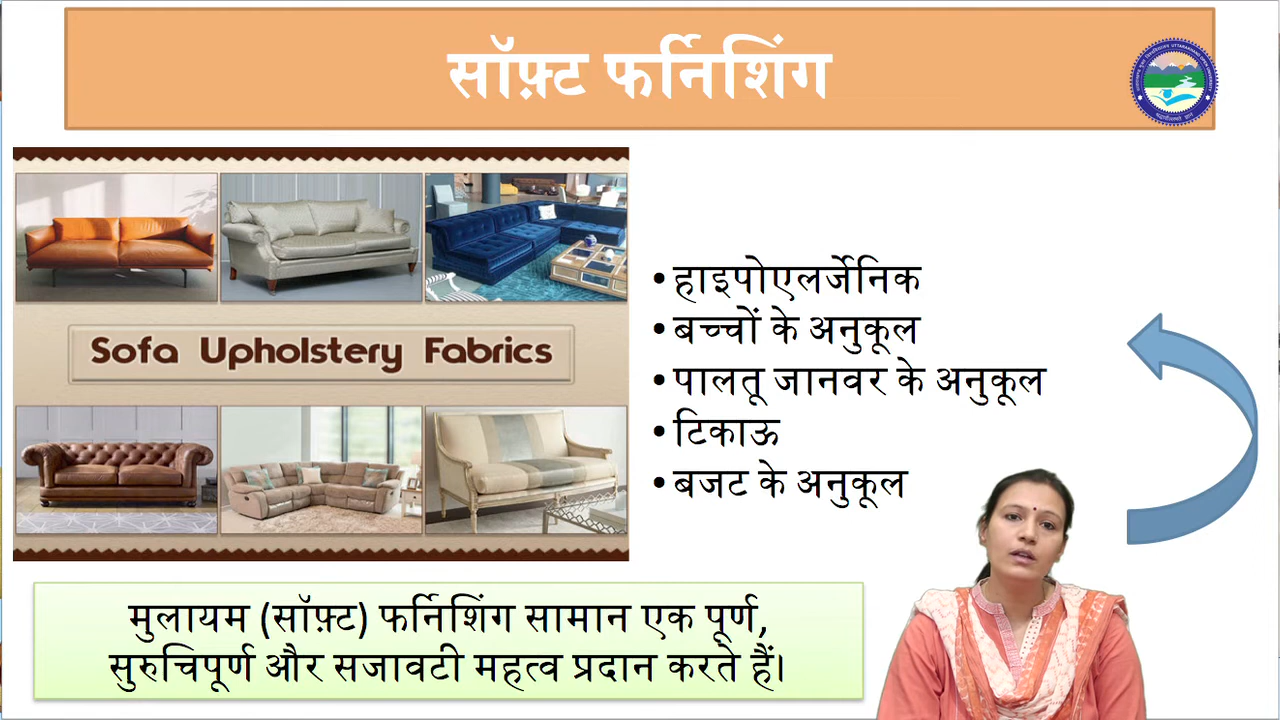 सॉफ़्ट फर्निशिंग
Sofa Upholstery Fabrics
• हाइपोएलर्जेनिक
• बच्चों के अनुकूल
• पालतू जानवर के अनुकूल
• टिकाऊ
• बजट के अनुकूल
मुलायम (सॉफ़्ट) फर्निशिंग सामान एक पूर्ण,
सुरुचिपूर्ण और सजावटी महत्व प्रदान करते हैं।